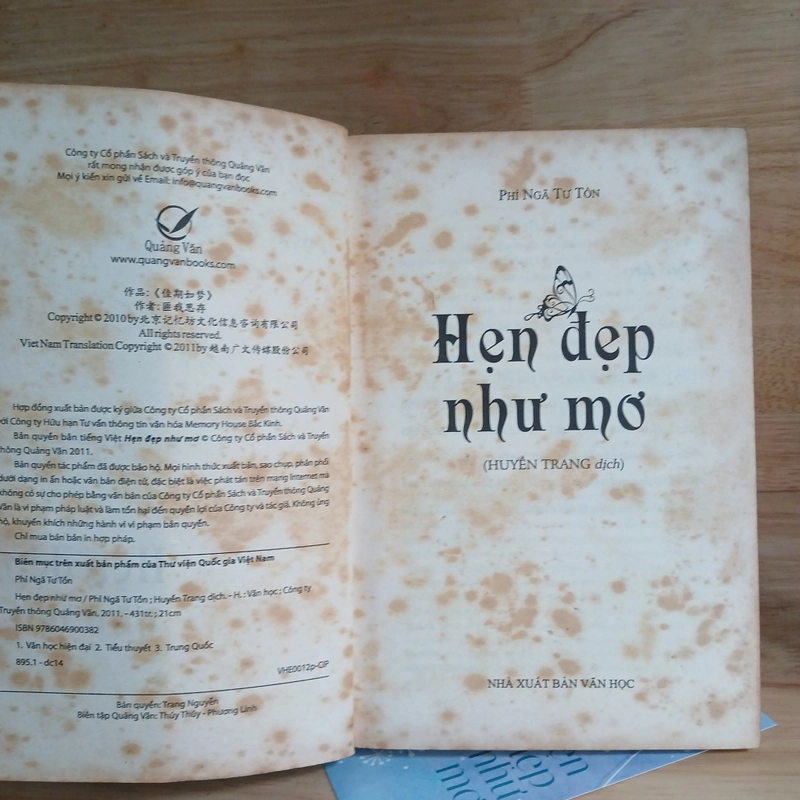 Công ty Cổ phần Sách và Truyền thông Quảng Văn
rất mong nhận được góp ý của bạn đọc
Mọi ý kiến xin gửi về Email: info@quangvanbooks.com
Quảng Văn
www.quangvanbooks.com
作品:《佳期如梦》
作者: 匪我思存
Copyright © 2010 by 北京记忆坊文化信息咨询有限公司
All rights reserved.
Viet Nam Translation Copyright © 2011 by 越南广文传媒股份公司
Hợp đồng xuất bản được ký giữa Công ty Cổ phần Sách và Truyền thông Quảng Văn
với Công ty Hữu hạn Tư vấn thông tin văn hóa Memory House Bắc Kinh.
Bản quyền bản tiếng Việt Hẹn đẹp như mơ © Công ty Cổ phần Sách và Truyền
thông Quảng Văn 2011.
Bản quyền tác phẩm đã được bảo hộ. Mọi hình thức xuất bản, sao chụp, phân phối
dưới dạng in ấn hoặc văn bản điện tử, đặc biệt là việc phát tán trên mạng Internet mà
không có sự cho phép bằng văn bản của Công ty Cổ phần Sách và Truyền thông Quảng
Văn là vi phạm pháp luật và làm tổn hại đến quyền lợi của Công ty và tác giả. Không ủng
hộ, khuyến khích những hành vi vi phạm bản quyền.
Chỉ mua bán bản in hợp pháp.
Biên mục trên xuất bản phẩm của Thư viện Quốc gia Việt Nam
Phỉ Ngã Tư Tồn
Hẹn đẹp như mơ / Phỉ Ngã Tư Tồn ; Huyền Trang dịch. - H. : Văn học ; Công ty
Truyền thông Quảng Văn, 2011. - 431tr. ; 21cm
ISBN 9786046900382
1. Văn học hiện đại 2. Tiểu thuyết 3. Trung Quốc
895.1 - dc14
VHE0012p-CIP
Bản quyền: Trang Nguyễn
Biên tập Quảng Văn: Thúy Thúy - Phương Linh
PHỈ NGÃ TƯ TỒN
Hẹn đẹp
như mơ
(HUYỀN TRANG dịch)
NHÀ XUẤT BẢN VĂN HỌC
đẹp
như
mơ